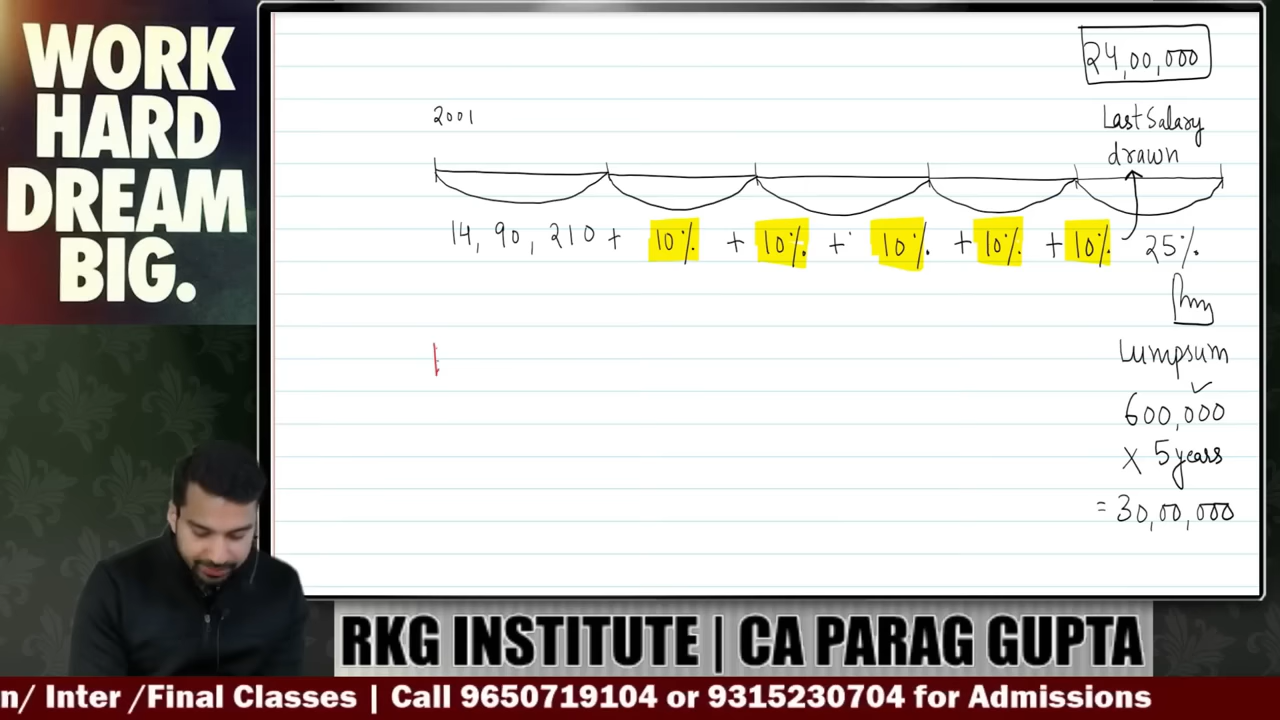 WORK
HARD
DREAM
BIG.
24,00,000
2001
Last Salary
drawn
14, 90, 210 + 10% + 10% + 10% + 10% + 10% 25%
Lumpsum
600,000
X 5 years
= 30,00,000
RKG INSTITUTE | CA PARAG GUPTA
n/ Inter /Final Classes | Call 9650719104 or 9315230704 for Admissions